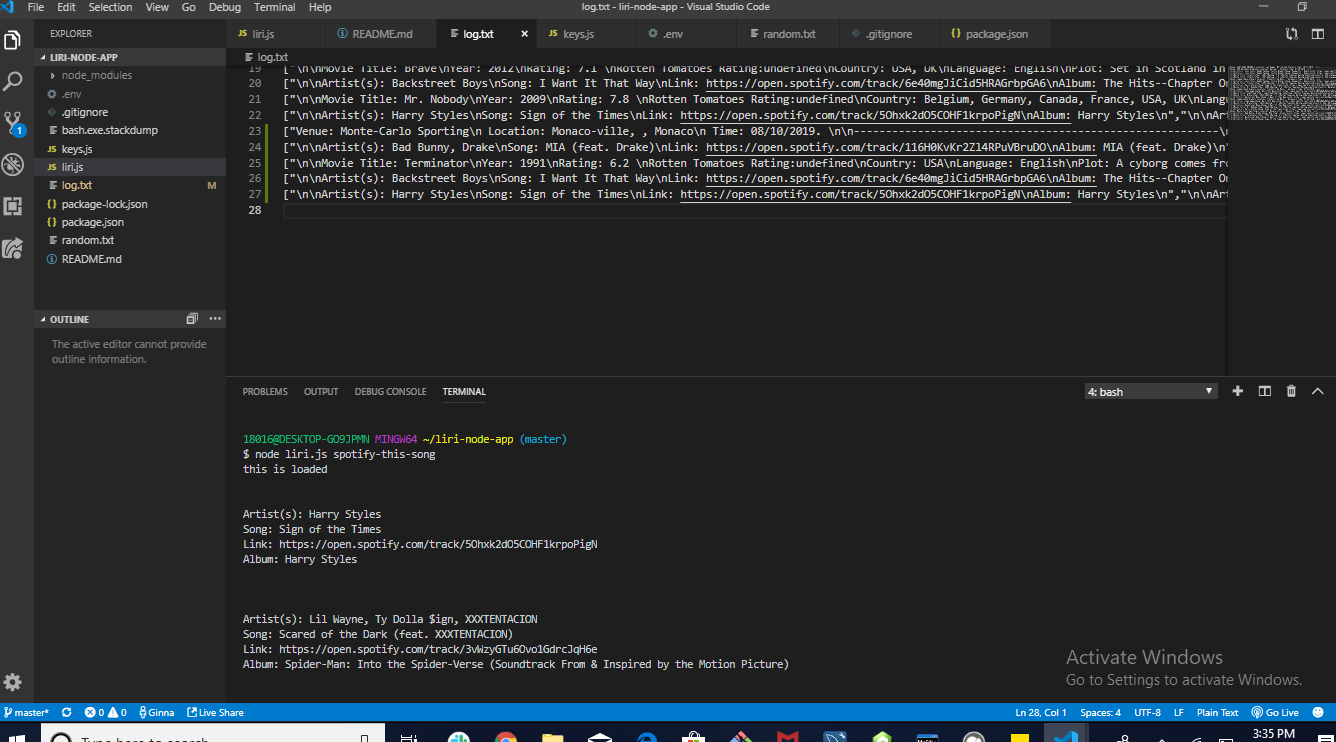 File Edit Selection View Go Debug Terminal Help
log.txt - liri-node-app - Visual Studio Code
EXPLORER
LIRI-NODE-APP
node_modules
.env
.gitignore
bash.exe.stackdump
keys.js
liri.js
log.txt M
package-lock.json
package.json
random.txt
README.md
OUTLINE
The active editor cannot provide
outline information.
liri.js README.md log.txt keys.js .env random.txt .gitignore package.json
log.txt
19 ["\n\nMovie Title: Brave\nYear: 2012\nRating: 7.1 \nRotten Tomatoes Rating:undefined\nCountry: USA, UK\nLanguage: English\nPlot: Set in Scotland in
20 ["\n\nArtist(s): Backstreet Boys\nSong: I Want It That Way\nLink: https://open.spotify.com/track/6e40mgJiCid5HRAGrbpGA6\nAlbum: The Hits--Chapter On
21 ["\n\nMovie Title: Mr. Nobody\nYear: 2009\nRating: 7.8 \nRotten Tomatoes Rating:undefined\nCountry: Belgium, Germany, Canada, France, USA, UK\nLang
22 ["\n\nArtist(s): Harry Styles\nSong: Sign of the Times\nLink: https://open.spotify.com/track/5Ohxk2dO5COHF1krpoPigN\nAlbum: Harry Styles\n","\n\nArt
23 ["Venue: Monte-Carlo Sporting\n Location: Monaco-ville, , Monaco\n Time: 08/10/2019. \n\n------------------------------------------------------------\n
24 ["\n\nArtist(s): Bad Bunny, Drake\nSong: MIA (feat. Drake)\nLink: https://open.spotify.com/track/116H0KvKr2Zl4RPuVBruDO\nAlbum: MIA (feat. Drake)\n"
25 ["\n\nMovie Title: Terminator\nYear: 1991\nRating: 6.2 \nRotten Tomatoes Rating:undefined\nCountry: USA\nLanguage: English\nPlot: A cyborg comes fro
26 ["\n\nArtist(s): Backstreet Boys\nSong: I Want It That Way\nLink: https://open.spotify.com/track/6e40mgJiCid5HRAGrbpGA6\nAlbum: The Hits--Chapter On
27 ["\n\nArtist(s): Harry Styles\nSong: Sign of the Times\nLink: https://open.spotify.com/track/5Ohxk2dO5COHF1krpoPigN\nAlbum: Harry Styles\n","\n\nArt
28
PROBLEMS OUTPUT DEBUG CONSOLE TERMINAL
4: bash
18016@DESKTOP-GO9JPMN MINGW64 ~/liri-node-app (master)
$ node liri.js spotify-this-song
this is loaded
Artist(s): Harry Styles
Song: Sign of the Times
Link: https://open.spotify.com/track/5Ohxk2dO5COHF1krpoPigN
Album: Harry Styles
Artist(s): Lil Wayne, Ty Dolla $ign, XXXTENTACION
Song: Scared of the Dark (feat. XXXTENTACION)
Link: https://open.spotify.com/track/3vWzyGTu6Ovo1GdrcJqH6e
Album: Spider-Man: Into the Spider-Verse (Soundtrack From & Inspired by the Motion Picture)
Activate Windows
Go to Settings to activate Windows.
master* 0 0 Ginna Live Share
Ln 28, Col 1 Spaces: 4 UTF-8 LF Plain Text Go Live
Type here to search
3:35 PM